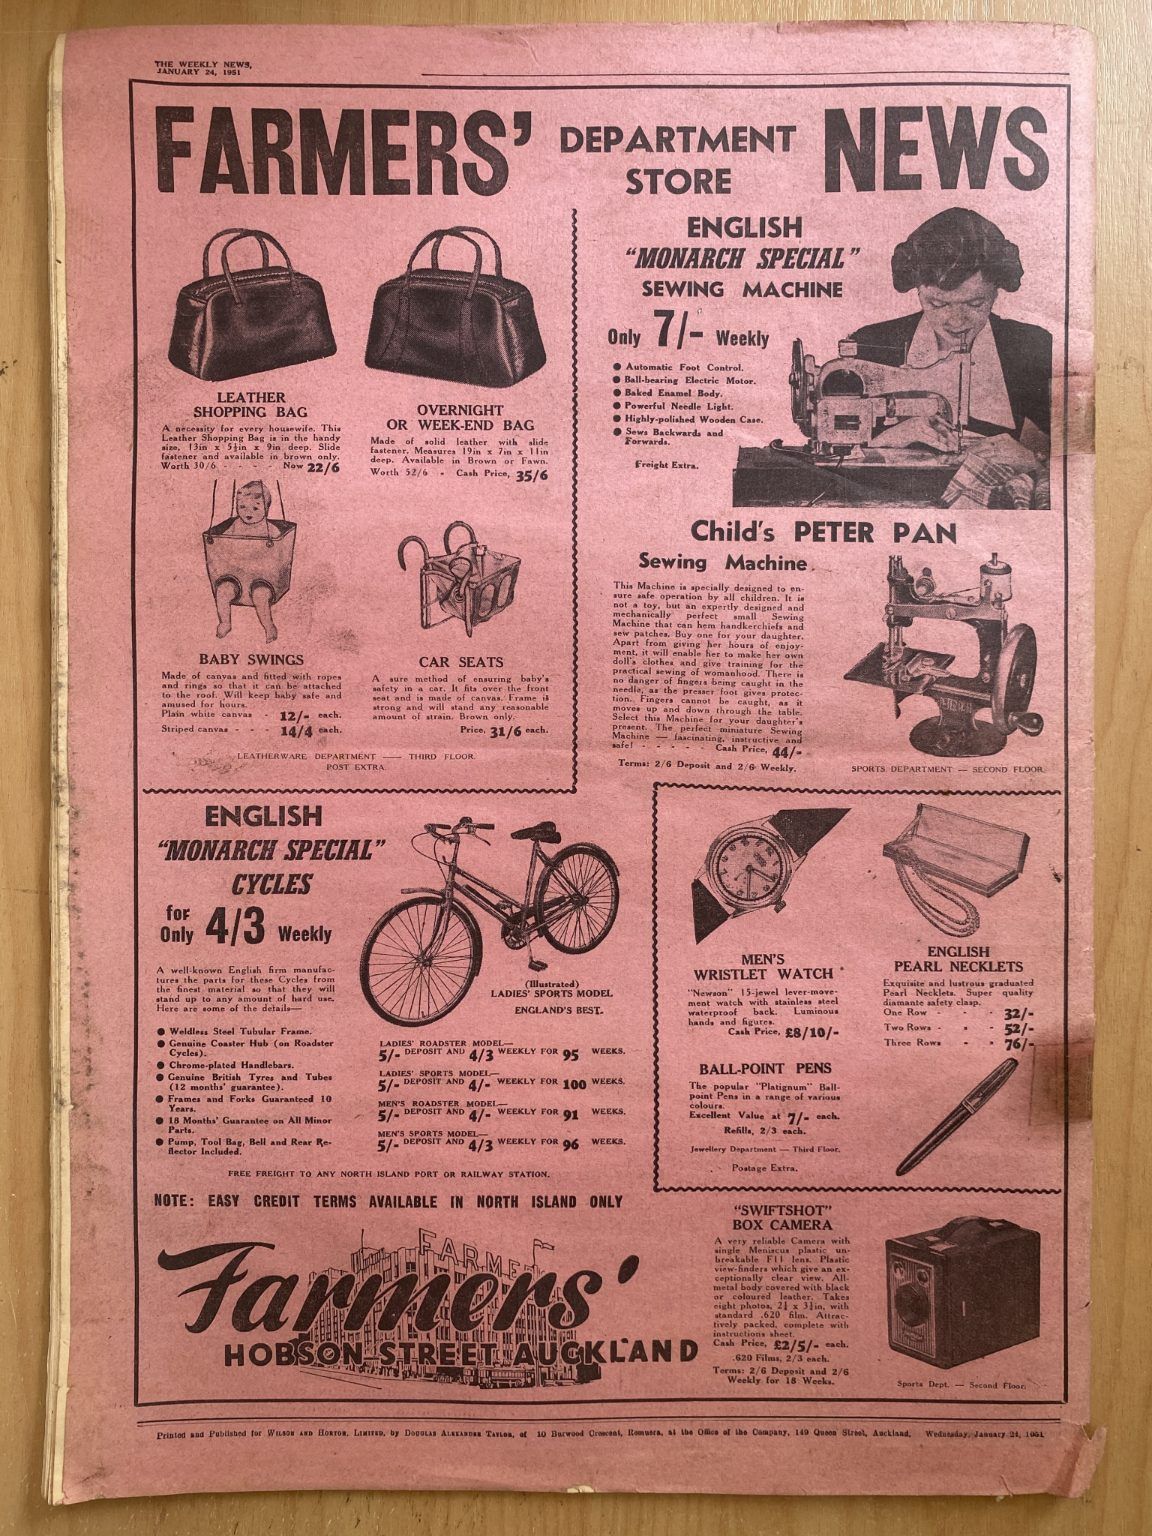 THE WEEKLY NEWS,
JANUARY 24, 1951
FARMERS' DEPARTMENT STORE NEWS
LEATHER
SHOPPING BAG
A necessity for every housewife. This
Leather Shopping Bag is in the handy
size, 13in x 5½in x 9in deep. Slide
fastener and available in brown only.
Worth 30/6 - - - Now 22/6
OVERNIGHT
OR WEEK-END BAG
Made of solid leather with slide
fastener. Measures 19in x 7in x 11in
deep. Available in Brown or Fawn.
Worth 52/6 - Cash Price, 35/6
BABY SWINGS
Made of canvas and fitted with ropes
and rings so that it can be attached
to the roof. Will keep baby safe and
amused for hours.
Plain white canvas - 12/- each.
Striped canvas - - - 14/4 each.
CAR SEATS
A sure method of ensuring baby's
safety in a car. It fits over the front
seat and is made of canvas. Frame is
strong and will stand any reasonable
amount of strain. Brown only.
Price, 31/6 each.
LEATHERWARE DEPARTMENT — THIRD FLOOR.
POST EXTRA.
ENGLISH
"MONARCH SPECIAL"
SEWING MACHINE
Only 7/- Weekly
● Automatic Foot Control.
● Ball-bearing Electric Motor.
● Baked Enamel Body.
● Powerful Needle Light.
● Highly-polished Wooden Case.
● Sews Backwards and
Forwards.
Freight Extra.
Child's PETER PAN
Sewing Machine
This Machine is specially designed to en-
sure safe operation by all children. It is
not a toy, but an expertly designed and
mechanically perfect small Sewing
Machine that can hem handkerchiefs and
sew patches. Buy one for your daughter.
Apart from giving her hours of enjoy-
ment, it will enable her to make her own
doll's clothes and give training for the
practical sewing of womanhood. There is
no danger of fingers being caught in the
needle, as the presser foot gives protec-
tion. Fingers cannot be caught, as it
moves up and down through the table.
Select this Machine for your daughter's
present. The perfect miniature Sewing
Machine — fascinating, instructive and
safe! - - - - - Cash Price, 44/-
Terms: 2/6 Deposit and 2/6 Weekly.
SPORTS DEPARTMENT — SECOND FLOOR.
ENGLISH
"MONARCH SPECIAL"
CYCLES
for
Only 4/3 Weekly
A well-known English firm manufac-
tures the parts for these Cycles from
the finest material so that they will
stand up to any amount of hard use.
Here are some of the details—
● Weldless Steel Tubular Frame.
● Genuine Coaster Hub (on Roadster
Cycles).
● Chrome-plated Handlebars.
● Genuine British Tyres and Tubes
(12 months' guarantee).
● Frames and Forks Guaranteed 10
Years.
● 18 Months' Guarantee on All Minor
Parts.
● Pump, Tool Bag, Bell and Rear Re-
flector Included.
(Illustrated)
LADIES' SPORTS MODEL
ENGLAND'S BEST.
LADIES' ROADSTER MODEL—
5/- DEPOSIT AND 4/3 WEEKLY FOR 95 WEEKS.
LADIES' SPORTS MODEL—
5/- DEPOSIT AND 4/- WEEKLY FOR 100 WEEKS.
MEN'S ROADSTER MODEL—
5/- DEPOSIT AND 4/- WEEKLY FOR 91 WEEKS.
MEN'S SPORTS MODEL—
5/- DEPOSIT AND 4/3 WEEKLY FOR 96 WEEKS.
FREE FREIGHT TO ANY NORTH ISLAND PORT OR RAILWAY STATION.
NOTE: EASY CREDIT TERMS AVAILABLE IN NORTH ISLAND ONLY
MEN'S
WRISTLET WATCH
"Newson" 15-jewel lever-move-
ment watch with stainless steel
waterproof back. Luminous
hands and figures.
Cash Price, £8/10/-
ENGLISH
PEARL NECKLETS
Exquisite and lustrous graduated
Pearl Necklets. Super quality
diamante safety clasp.
One Row - - - 32/-
Two Rows - - - 52/-
Three Rows - - 76/-
BALL-POINT PENS
The popular "Platignum" Ball-
point Pens in a range of various
colours.
Excellent Value at 7/- each.
Refills, 2/3 each.
Jewellery Department — Third Floor.
Postage Extra.
"SWIFTSHOT"
BOX CAMERA
A very reliable Camera with
single Meniscus plastic un-
breakable F11 lens. Plastic
view-finders which give an ex-
ceptionally clear view. All-
metal body covered with black
or coloured leather. Takes
eight photos, 2¼ x 3¼in, with
standard .620 film. Attrac-
tively packed, complete with
instructions sheet.
Cash Price, £2/5/- each.
.620 Films, 2/3 each.
Terms: 2/6 Deposit and 2/6
Weekly for 18 Weeks.
Sports Dept. — Second Floor.
FARME
Farmers'
HOBSON STREET AUCKLAND
Printed and Published for WILSON AND HORTON, LIMITED, by DOUGLAS ALEXANDER TAYLOR, of 10 Burwood Crescent, Remuera, at the Office of the Company, 149 Queen Street, Auckland. Wednesday, January 24, 1951.